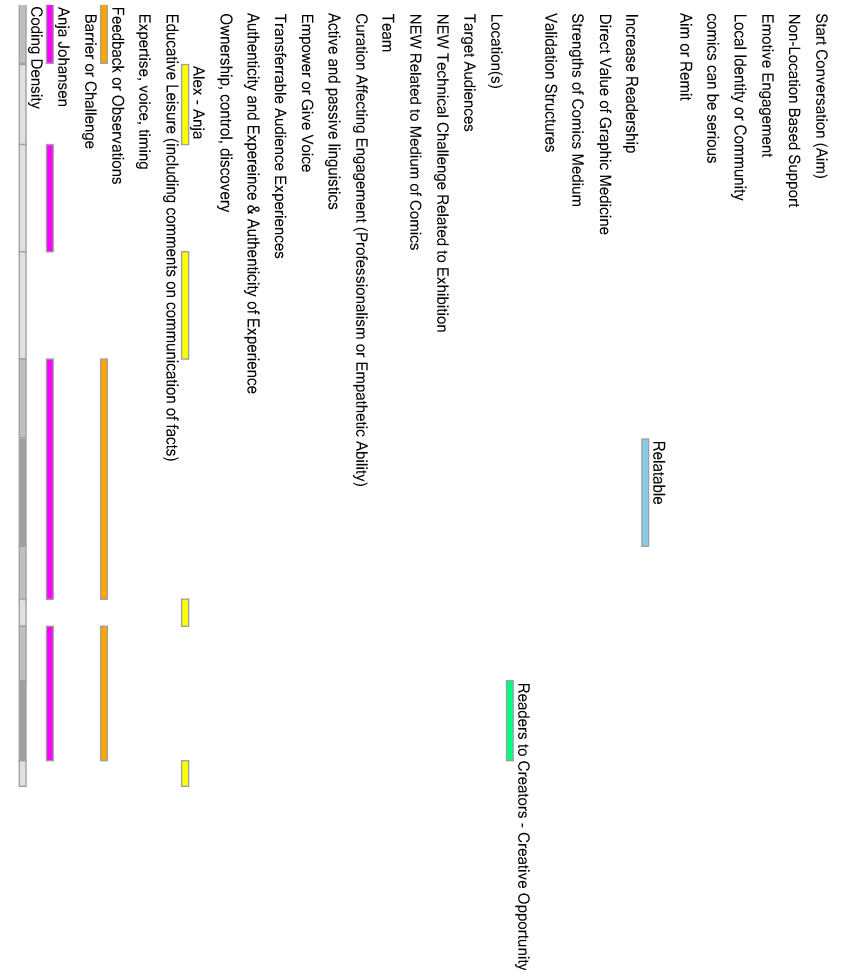 Start Conversation (Aim)
Non-Location Based Support
Emotive Engagement
Local Identity or Community
comics can be serious
Aim or Remit
Relatable
Increase Readership
Direct Value of Graphic Medicine
Strengths of Comics Medium
Validation Structures
Readers to Creators - Creative Opportunity
Location(s)
Target Audiences
NEW Technical Challenge Related to Exhibition
NEW Related to Medium of Comics
Team
Curation Affecting Engagement (Professionalism or Empathetic Ability)
Active and passive linguistics
Empower or Give Voice
Transferrable Audience Experiences
Authenticity and Expereince & Authenticity of Experience
Ownership, control, discovery
Alex - Anja
Educative Leisure (including comments on communication of facts)
Expertise, voice, timing
Feedback or Observations
Barrier or Challenge
Anja Johansen
Coding Density